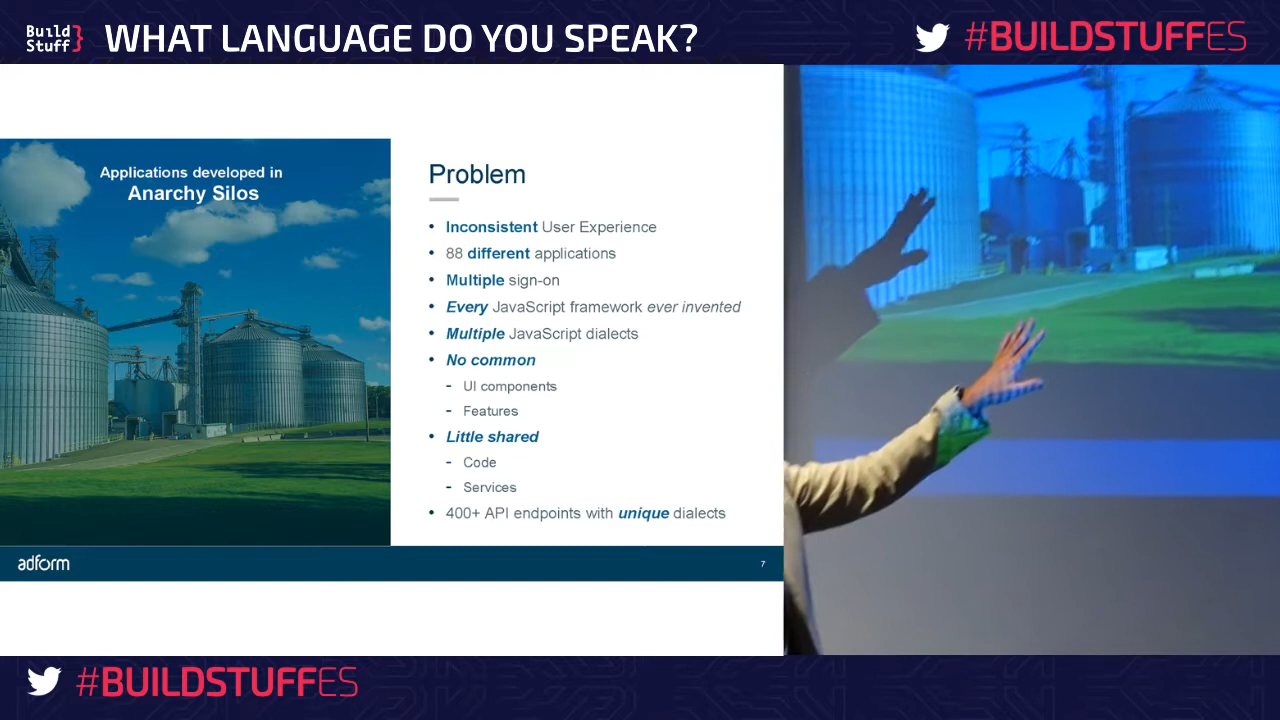 Build
Stuff}
WHAT LANGUAGE DO YOU SPEAK?
#BUILDSTUFFES
Applications developed in
Anarchy Silos
Problem
• Inconsistent User Experience
• 88 different applications
• Multiple sign-on
• Every JavaScript framework ever invented
• Multiple JavaScript dialects
• No common
- UI components
- Features
• Little shared
- Code
- Services
• 400+ API endpoints with unique dialects
adform
7
#BUILDSTUFFES